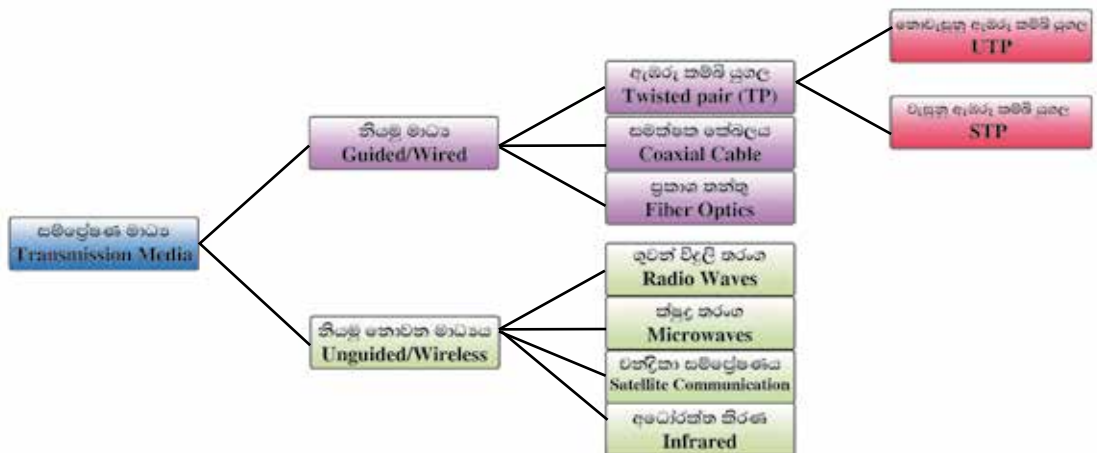 සම්ප්‍රේෂණ මාධ්‍ය
Transmission Media
නියමු මාධ්‍ය
Guided/Wired
ඇඹරූ කම්බි යුගල
Twisted pair (TP)
නොවැසුනු ඇඹරූ කම්බි යුගල
UTP
වැසුනු ඇඹරූ කම්බි යුගල
STP
සමක්ෂක කේබලය
Coaxial Cable
ප්‍රකාශ තන්තු
Fiber Optics
නියමු නොවන මාධ්‍යය
Unguided/Wireless
ගුවන් විදුලි තරංග
Radio Waves
ක්ෂුද්‍ර තරංග
Microwaves
චන්ද්‍රිකා සම්ප්‍රේෂණය
Satellite Communication
අධෝරක්ත කිරණ
Infrared